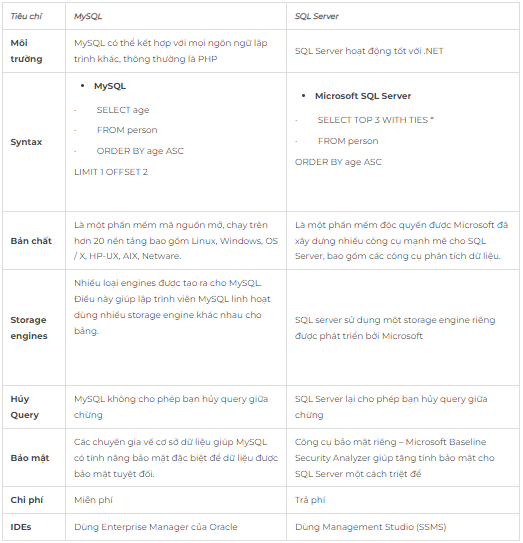 Tiêu chí MySQL SQL Server
Môi trường
MySQL có thể kết hợp với mọi ngôn ngữ lập
trình khác, thông thường là PHP
SQL Server hoạt động tốt với .NET
Syntax
• MySQL
· SELECT age
· FROM person
· ORDER BY age ASC
LIMIT 1 OFFSET 2
• Microsoft SQL Server
· SELECT TOP 3 WITH TIES *
· FROM person
ORDER BY age ASC
Bản chất
Là một phần mềm mã nguồn mở, chạy trên
hơn 20 nền tảng bao gồm Linux, Windows, OS
/ X, HP-UX, AIX, Netware.
Là một phần mềm độc quyền được Microsoft đã
xây dựng nhiều công cụ mạnh mẽ cho SQL
Server, bao gồm các công cụ phân tích dữ liệu.
Storage
engines
Nhiều loại engines được tạo ra cho MySQL.
Điều này giúp lập trình viên MySQL linh hoạt
dùng nhiều storage engine khác nhau cho
bảng.
SQL server sử dụng một storage engine riêng
được phát triển bởi Microsoft
Hủy
Query
MySQL không cho phép bạn hủy query giữa
chừng
SQL Server lại cho phép bạn hủy query giữa
chừng
Bảo mật
Các chuyên gia về cơ sở dữ liệu giúp MySQL
có tính năng bảo mật đặc biệt để dữ liệu được
bảo mật tuyệt đối.
Công cụ bảo mật riêng – Microsoft Baseline
Security Analyzer giúp tăng tính bảo mật cho
SQL Server một cách triệt để
Chi phí Miễn phí Trả phí
IDEs Dùng Enterprise Manager của Oracle Dùng Management Studio (SSMS)